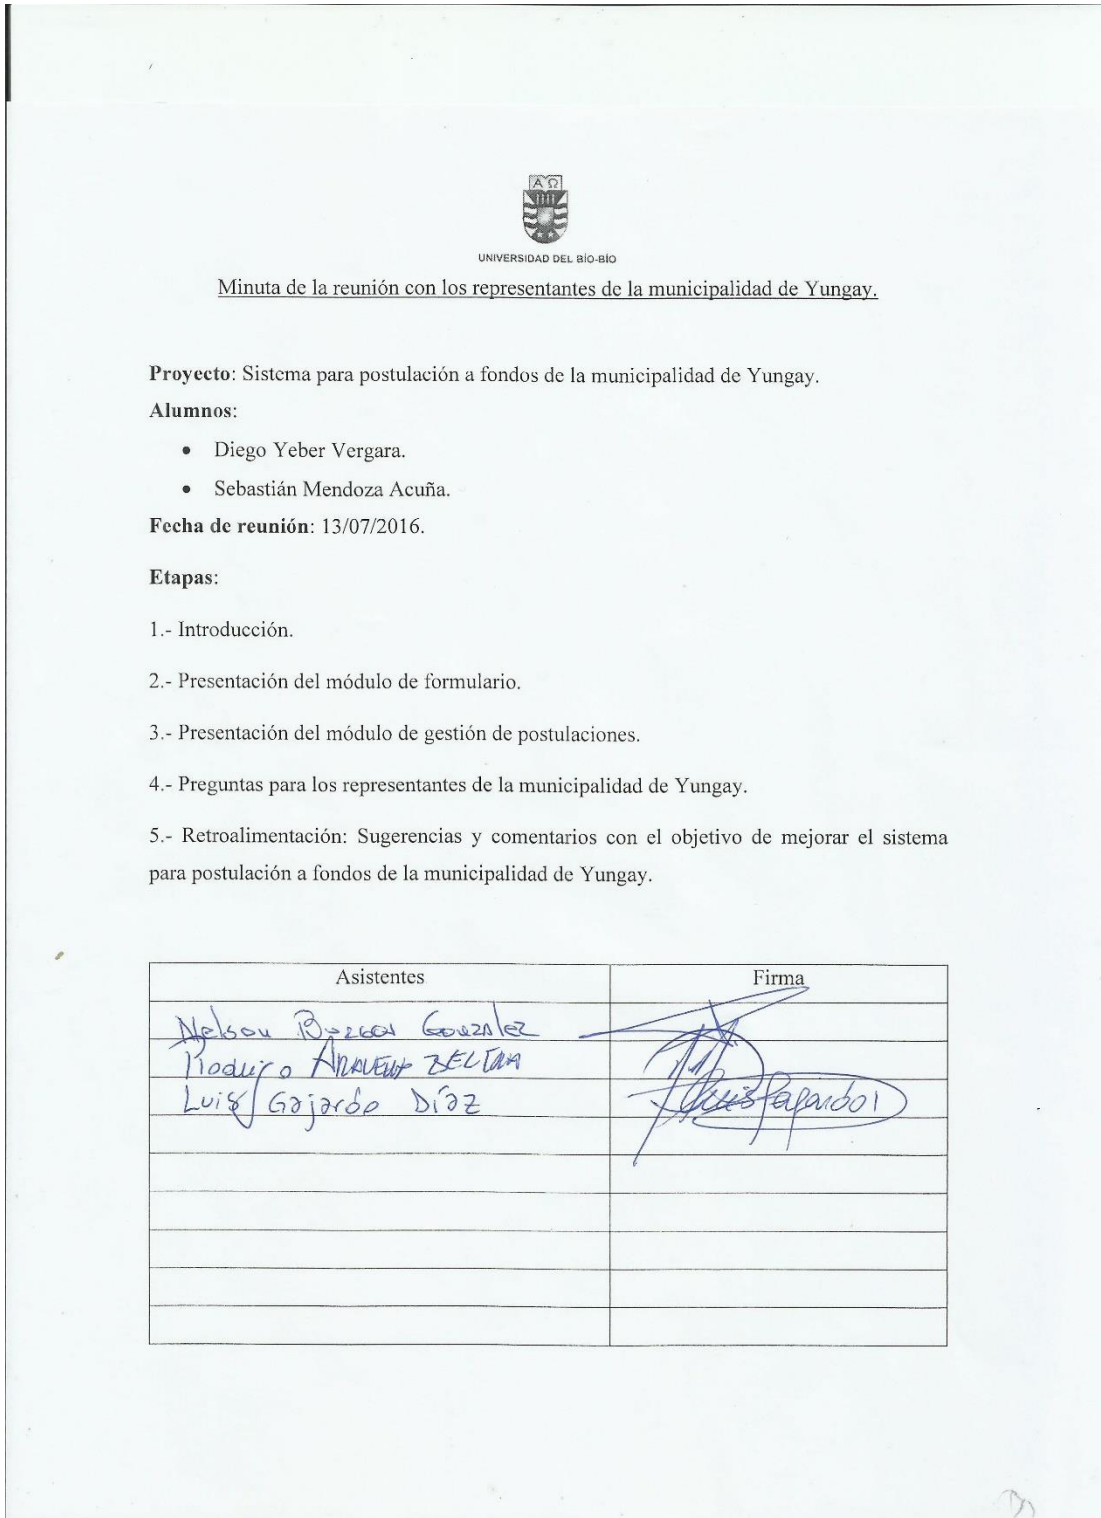 ΑΩ
UNIVERSIDAD DEL BÍO-BÍO
Minuta de la reunión con los representantes de la municipalidad de Yungay.
Proyecto: Sistema para postulación a fondos de la municipalidad de Yungay.
Alumnos:
• Diego Yeber Vergara.
• Sebastián Mendoza Acuña.
Fecha de reunión: 13/07/2016.
Etapas:
1.- Introducción.
2.- Presentación del módulo de formulario.
3.- Presentación del módulo de gestión de postulaciones.
4.- Preguntas para los representantes de la municipalidad de Yungay.
5.- Retroalimentación: Sugerencias y comentarios con el objetivo de mejorar el sistema
para postulación a fondos de la municipalidad de Yungay.
Asistentes Firma
Nelson Burgos Gonzalez
Rodrigo
Luis Gajardo Díaz Luis Gajardo